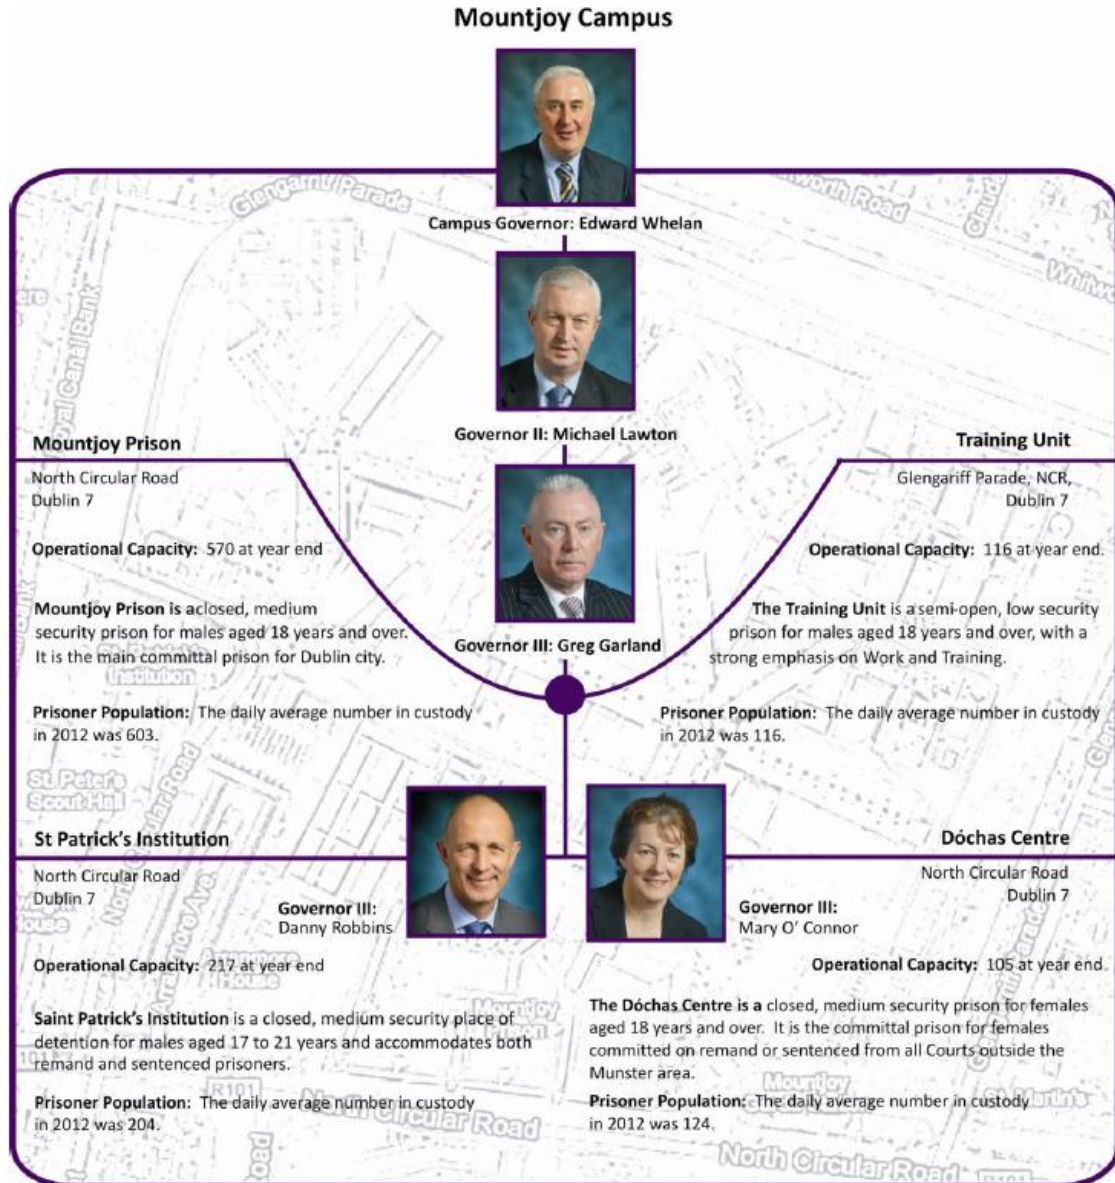 Mountjoy Campus
Campus Governor: Edward Whelan
Governor II: Michael Lawton
Governor III: Greg Garland
Mountjoy Prison
North Circular Road
Dublin 7
Operational Capacity: 570 at year end
Mountjoy Prison is aclosed, medium
security prison for males aged 18 years and over.
It is the main committal prison for Dublin city.
Prisoner Population: The daily average number in custody
in 2012 was 603.
Training Unit
Glengariff Parade, NCR,
Dublin 7
Operational Capacity: 116 at year end.
The Training Unit is a semi-open, low security
prison for males aged 18 years and over, with a
strong emphasis on Work and Training.
Prisoner Population: The daily average number in custody
in 2012 was 116.
St Patrick's Institution
North Circular Road
Dublin 7
Governor III:
Danny Robbins
Operational Capacity: 217 at year end
Saint Patrick's Institution is a closed, medium security place of
detention for males aged 17 to 21 years and accommodates both
remand and sentenced prisoners.
Prisoner Population: The daily average number in custody
in 2012 was 204.
Dóchas Centre
North Circular Road
Dublin 7
Governor III:
Mary O' Connor
Operational Capacity: 105 at year end.
The Dóchas Centre is a closed, medium security prison for females
aged 18 years and over. It is the committal prison for females
committed on remand or sentenced from all Courts outside the
Munster area.
Prisoner Population: The daily average number in custody
in 2012 was 124.
Parade
Royal Canal Bank
Institution
St. Peter's
Scout Hall
North Circular Road
House
Mountjoy
Prison
R101
North Circular Road
Mountjoy
St. Martin's
North Circular Road
R101